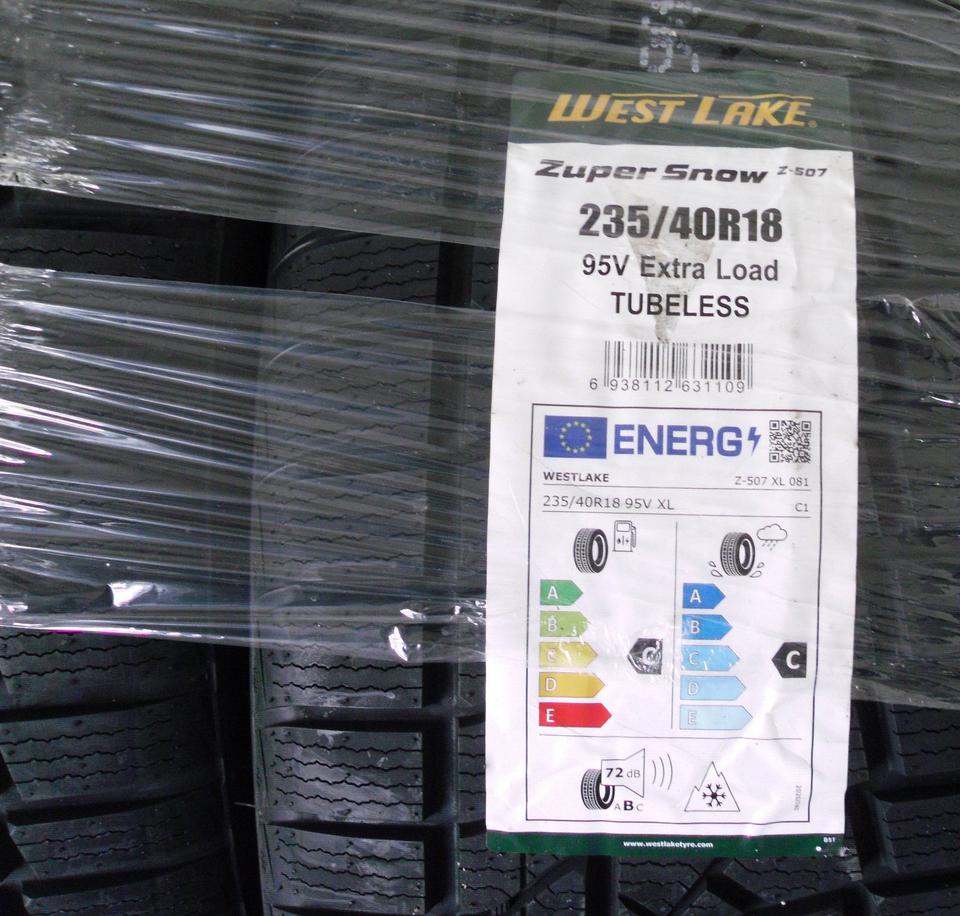 WEST LAKE®
Zuper Snow Z-507
235/40R18
95V Extra Load
TUBELESS
6 938112 631109
ENERG
WESTLAKE Z-507 XL 081
235/40R18 95V XL C1
A A
B B
C C C C
D D
E E
72 dB
A B C
www.westlaketyre.com BST